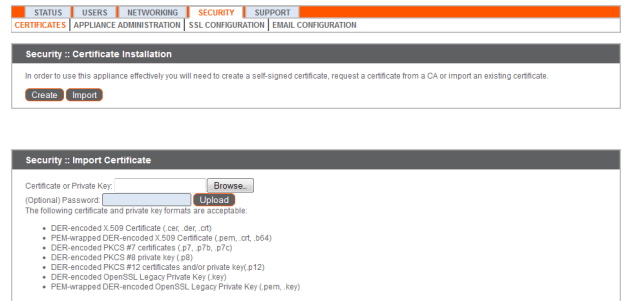 STATUS USERS NETWORKING SECURITY SUPPORT
CERTIFICATES APPLIANCE ADMINISTRATION SSL CONFIGURATION EMAIL CONFIGURATION
Security :: Certificate Installation
In order to use this appliance effectively you will need to create a self-signed certificate, request a certificate from a CA or import an existing certificate.
Create Import
Security :: Import Certificate
Certificate or Private Key: Browse..
(Optional) Password: Upload
The following certificate and private key formats are acceptable:
• DER-encoded X.509 Certificate (.cer, .der, .crt)
• PEM-wrapped DER-encoded X.509 Certificate (.pem, .crt, .b64)
• DER-encoded PKCS #7 certificates (.p7, .p7b, .p7c)
• DER-encoded PKCS #8 private key (.p8)
• DER-encoded PKCS #12 certificates and/or private key(.p12)
• DER-encoded OpenSSL Legacy Private Key (.key)
• PEM-wrapped DER-encoded OpenSSL Legacy Private Key (.pem, .key)